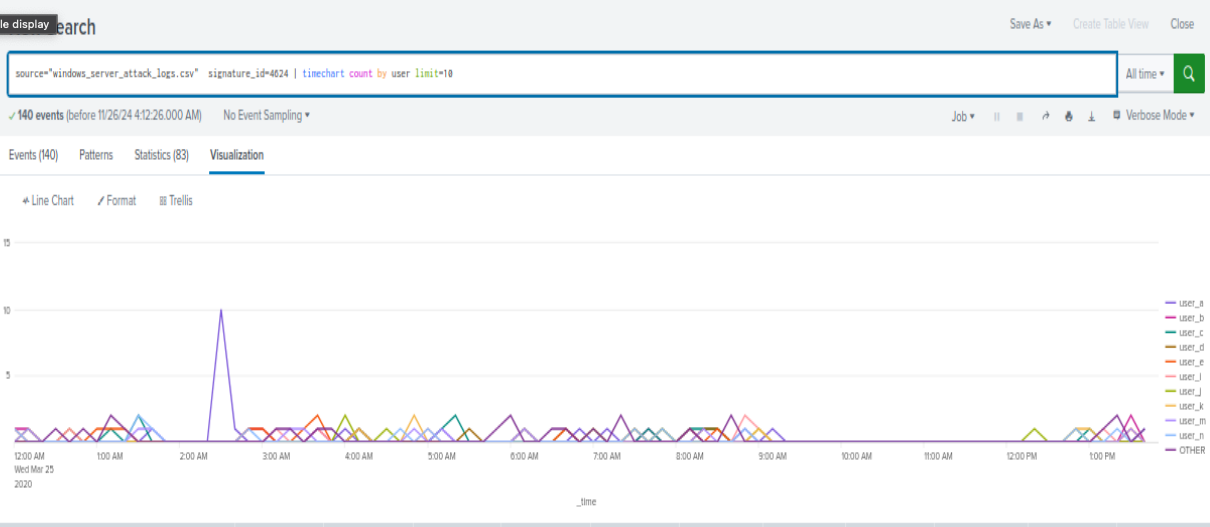 le display
earch
Save As ▾ Create Table View Close
source="windows_server_attack_logs.csv" signature_id=4624 | timechart count by user limit=10
All time ▾
✓ 140 events (before 11/26/24 4:12:26.000 AM) No Event Sampling ▾
Job ▾ Verbose Mode ▾
Events (140) Patterns Statistics (83) Visualization
Line Chart Format Trellis
15
10
5
user_a
user_b
user_c
user_d
user_e
user_i
user_j
user_k
user_m
user_n
OTHER
12:00 AM 1:00 AM 2:00 AM 3:00 AM 4:00 AM 5:00 AM 6:00 AM 7:00 AM 8:00 AM 9:00 AM 10:00 AM 11:00 AM 12:00 PM 1:00 PM
Wed Mar 25
2020
_time